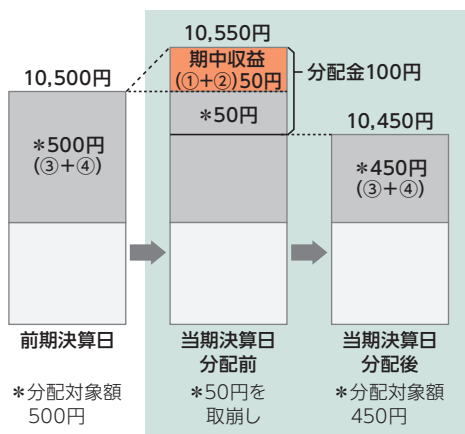 10,550円
期中収益
(①+②)50円
分配金100円
10,500円
*50円
10,450円
*500円
(③+④)
*450円
(③+④)
前期決算日
当期決算日
分配前
当期決算日
分配後
*分配対象額
500円
*50円を
取崩し
*分配対象額
450円